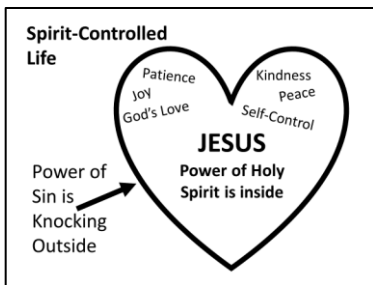 Spirit-Controlled
Life
Patience
Joy
God's Love
Kindness
Peace
Self-Control
JESUS
Power of Holy
Spirit is inside
Power of
Sin is
Knocking
Outside